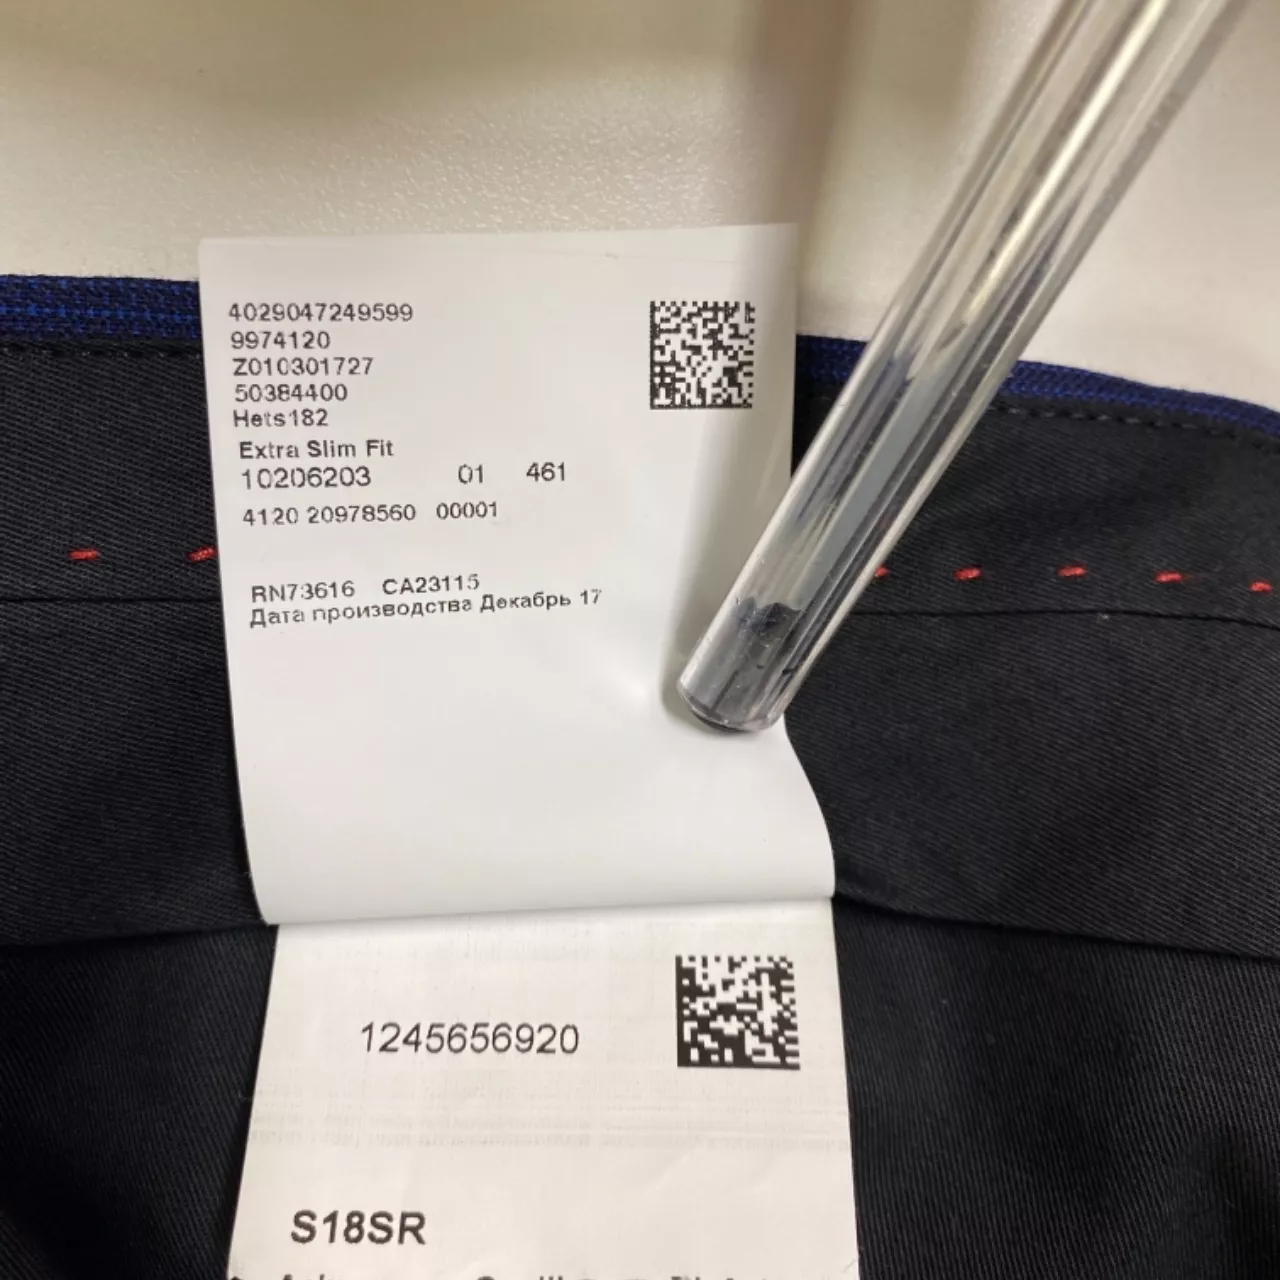 4029047249599
9974120
Z010301727
50384400
Hets182
Extra Slim Fit
10206203 01 461
4120 20978560 00001
RN73616 CA23115
Дата производства Декабрь 17
1245656920
S18SR